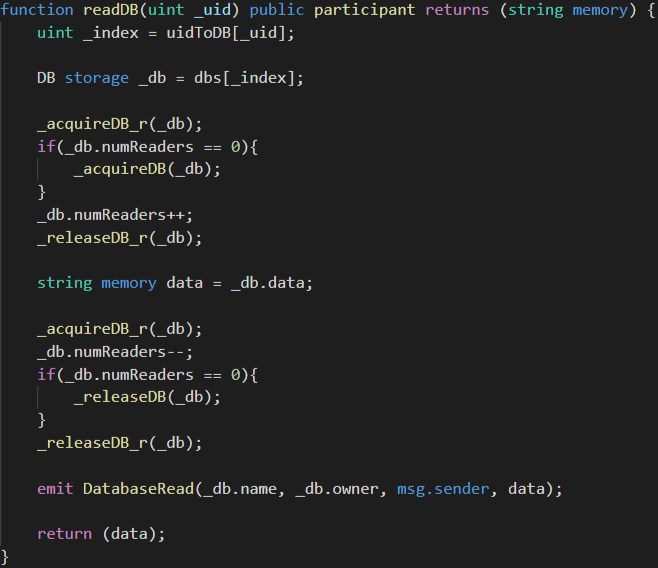 function readDB(uint _uid) public participant returns (string memory) {
    uint _index = uidToDB[_uid];

    DB storage _db = dbs[_index];

    _acquireDB_r(_db);
    if(_db.numReaders == 0){
        _acquireDB(_db);
    }
    _db.numReaders++;
    _releaseDB_r(_db);

    string memory data = _db.data;

    _acquireDB_r(_db);
    _db.numReaders--;
    if(_db.numReaders == 0){
        _releaseDB(_db);
    }
    _releaseDB_r(_db);

    emit DatabaseRead(_db.name, _db.owner, msg.sender, data);

    return (data);
}